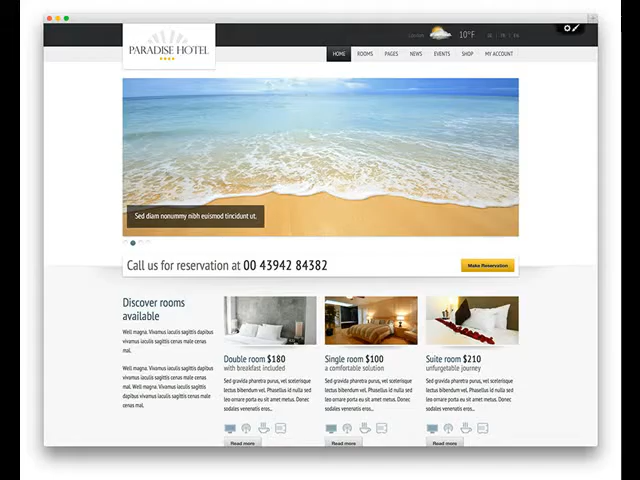 10°F
PARADISE HOTEL
HOME ROOMS PAGES NEWS EVENTS SHOP MY ACCOUNT
Sed diam nonummy nibh euismod tincidunt ut.
Call us for reservation at 00 43942 84382
Make Reservation
Discover rooms
available
Well magna. Vivamus iaculis sagittis dapibus
mw. Vivamus iaculis sagittis cenas male cenas
mal.
Well magna. Vivamus iaculis sagittis dapibus
mw. Vivamus iaculis sagittis cenas male cenas
mal. Well magna. Vivamus iaculis sagittis
dapibus mw. Vivamus iaculis sagittis cenas
male cenas mal.
Double room $180
with breakfast included
Sed gravida pharetra purus, vel scelerisque
lectus bibendum vel. Phasellus id nulla sed
leo ornare porta eu sit amet metus. Donec
sodales venenatis eros...
Read more
Single room $100
a comfortable solution
Sed gravida pharetra purus, vel scelerisque
lectus bibendum vel. Phasellus id nulla sed
leo ornare porta eu sit amet metus. Donec
sodales venenatis eros...
Read more
Suite room $210
unfurgetable journey
Sed gravida pharetra purus, vel scelerisque
lectus bibendum vel. Phasellus id nulla sed
leo ornare porta eu sit amet metus. Donec
sodales venenatis eros...
Read more